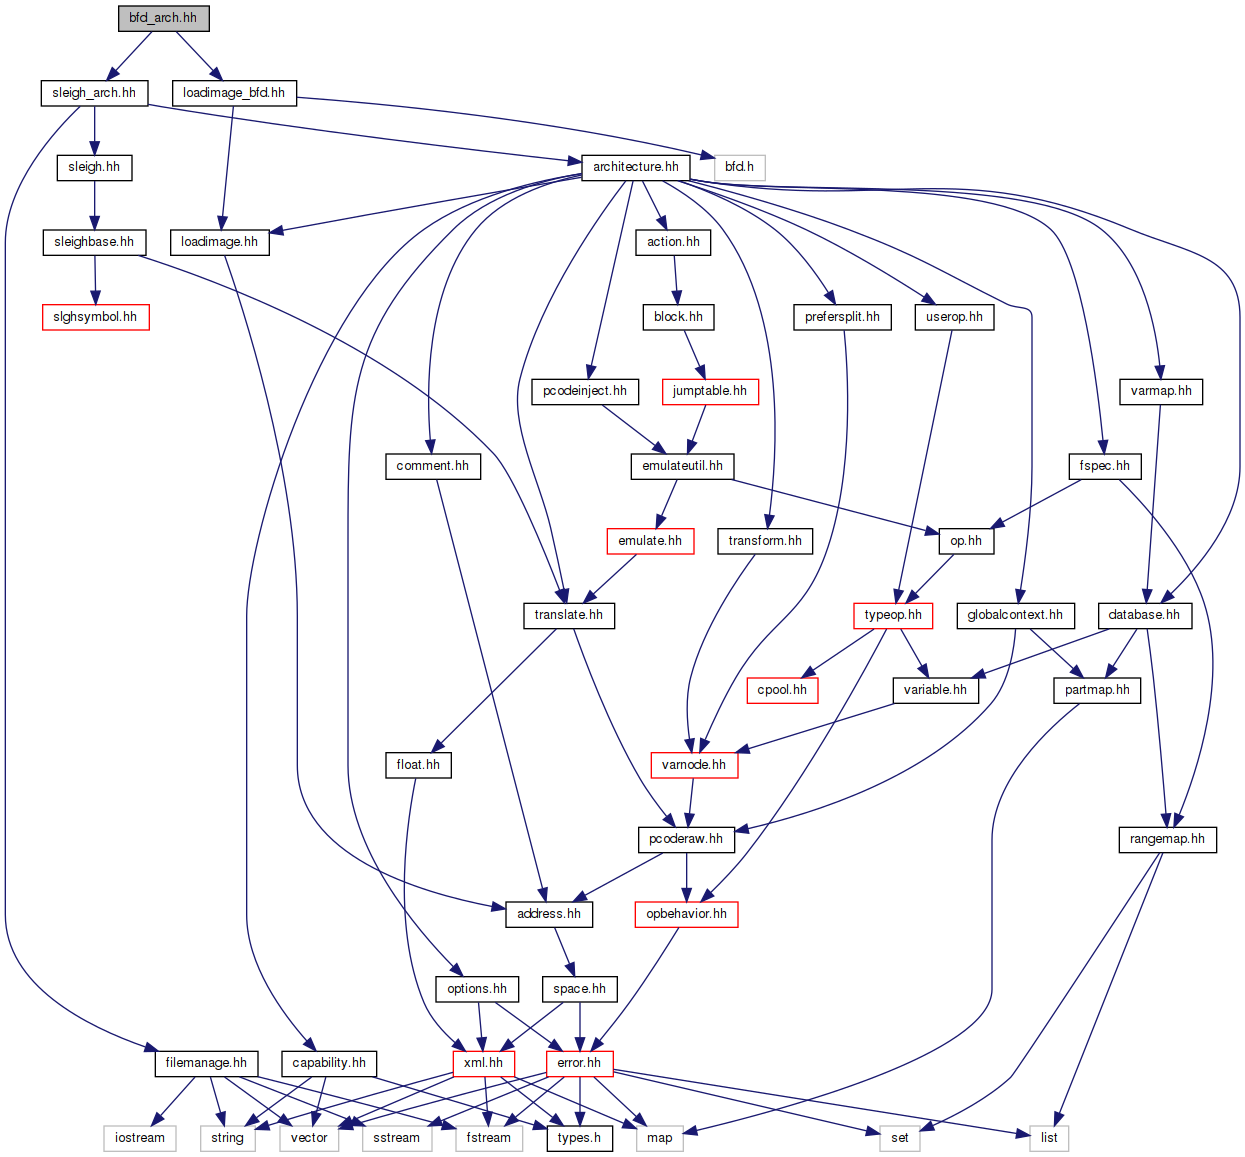 bfd_arch.hh
sleigh_arch.hh
loadimage_bfd.hh
sleigh.hh
architecture.hh
bfd.h
sleighbase.hh
loadimage.hh
action.hh
slghsymbol.hh
block.hh
prefersplit.hh
userop.hh
pcodeinject.hh
jumptable.hh
varmap.hh
comment.hh
emulateutil.hh
fspec.hh
emulate.hh
transform.hh
op.hh
translate.hh
typeop.hh
globalcontext.hh
database.hh
cpool.hh
variable.hh
partmap.hh
float.hh
varnode.hh
pcoderaw.hh
rangemap.hh
address.hh
opbehavior.hh
options.hh
space.hh
filemanage.hh
capability.hh
xml.hh
error.hh
iostream
string
vector
sstream
fstream
types.h
map
set
list